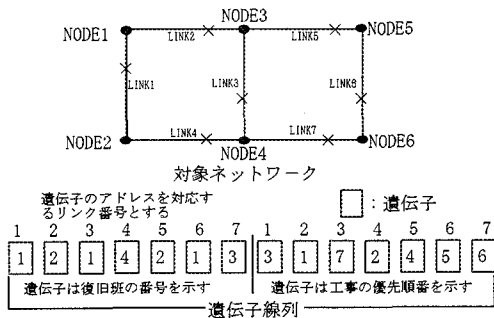 NODE1 NODE3 NODE5
LINK2 LINK5
LINK1 LINK3 LINK6
LINK4 LINK7
NODE2 NODE4 NODE6
対象ネットワーク
遺伝子のアドレスを対応す
るリンク番号とする
:遺伝子
1 2 3 4 5 6 7 1 2 3 4 5 6 7
1 2 1 4 2 1 3 3 1 7 2 4 5 6
遺伝子は復旧班の番号を示す 遺伝子は工事の優先順番を示す
遺伝子線列